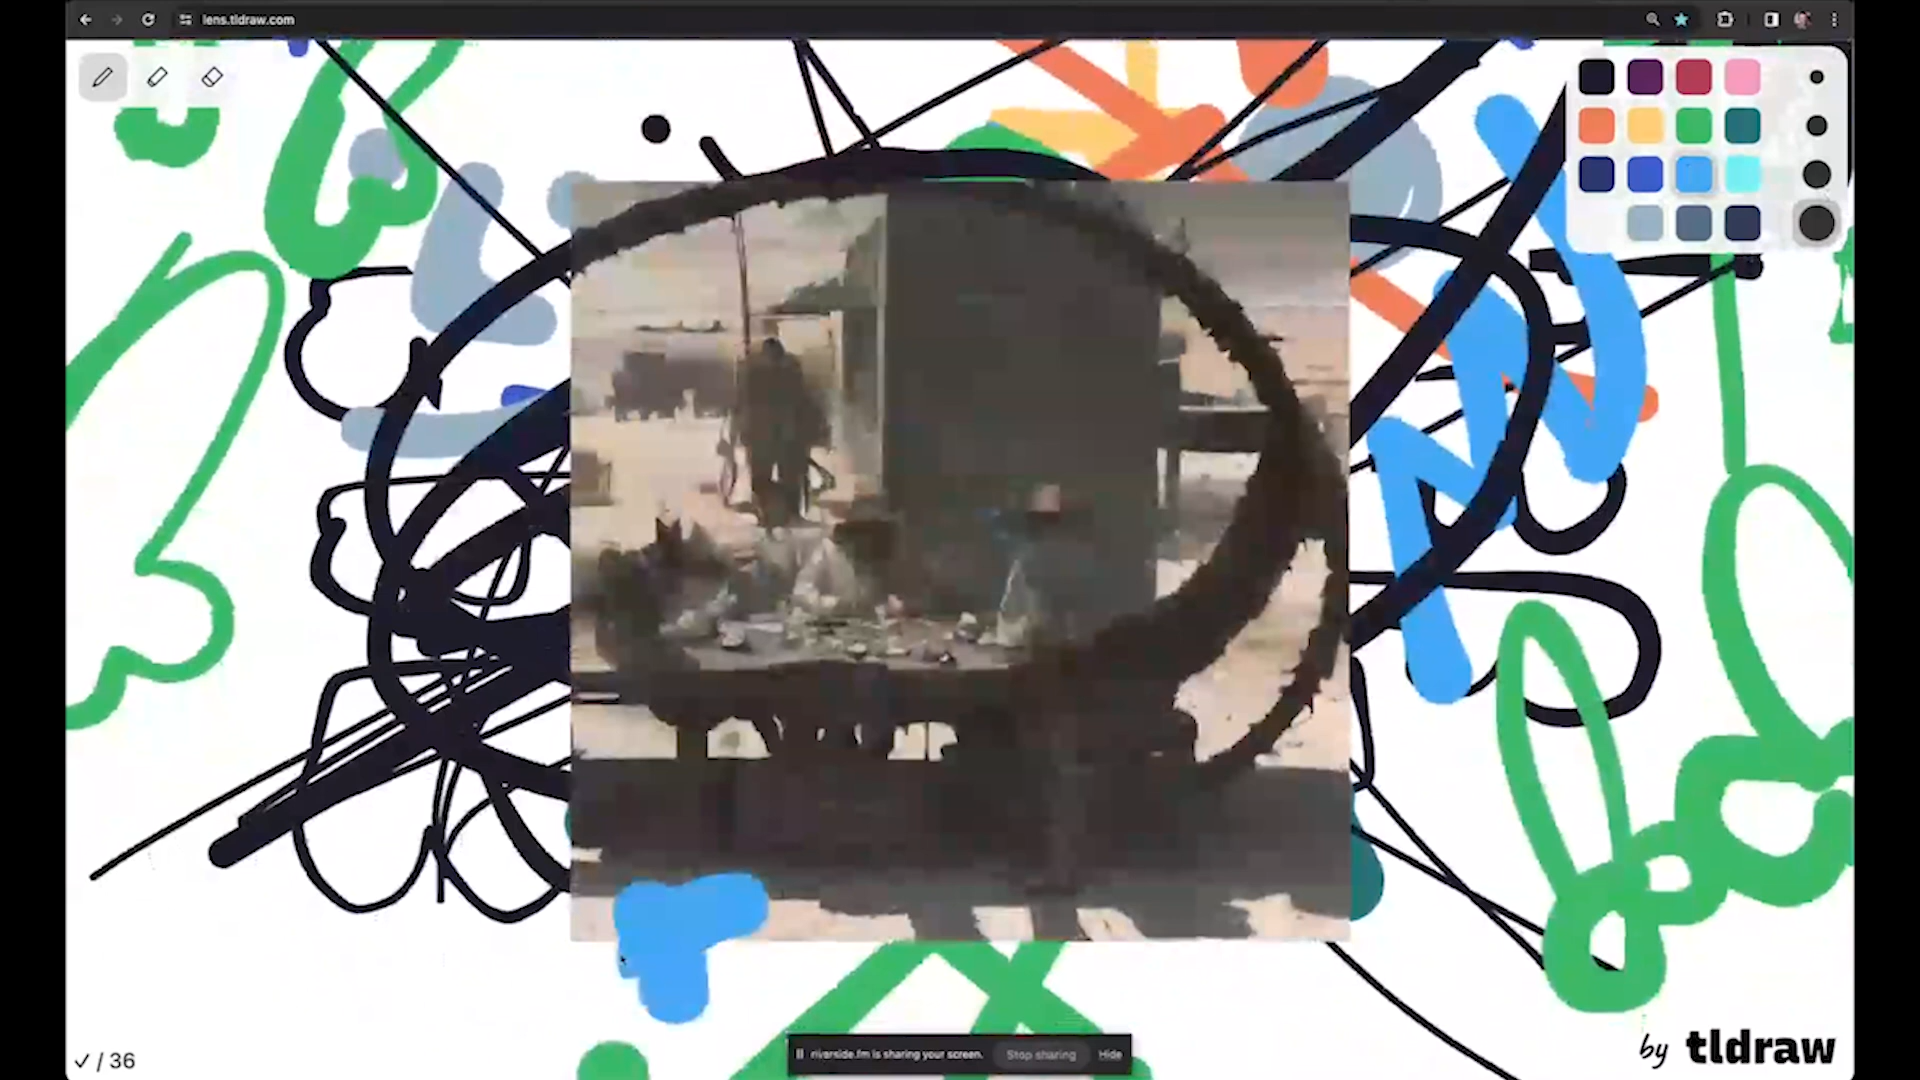 lens.tldraw.com
✓ / 36
riverside.fm is sharing your screen. Stop sharing Hide
by tldraw